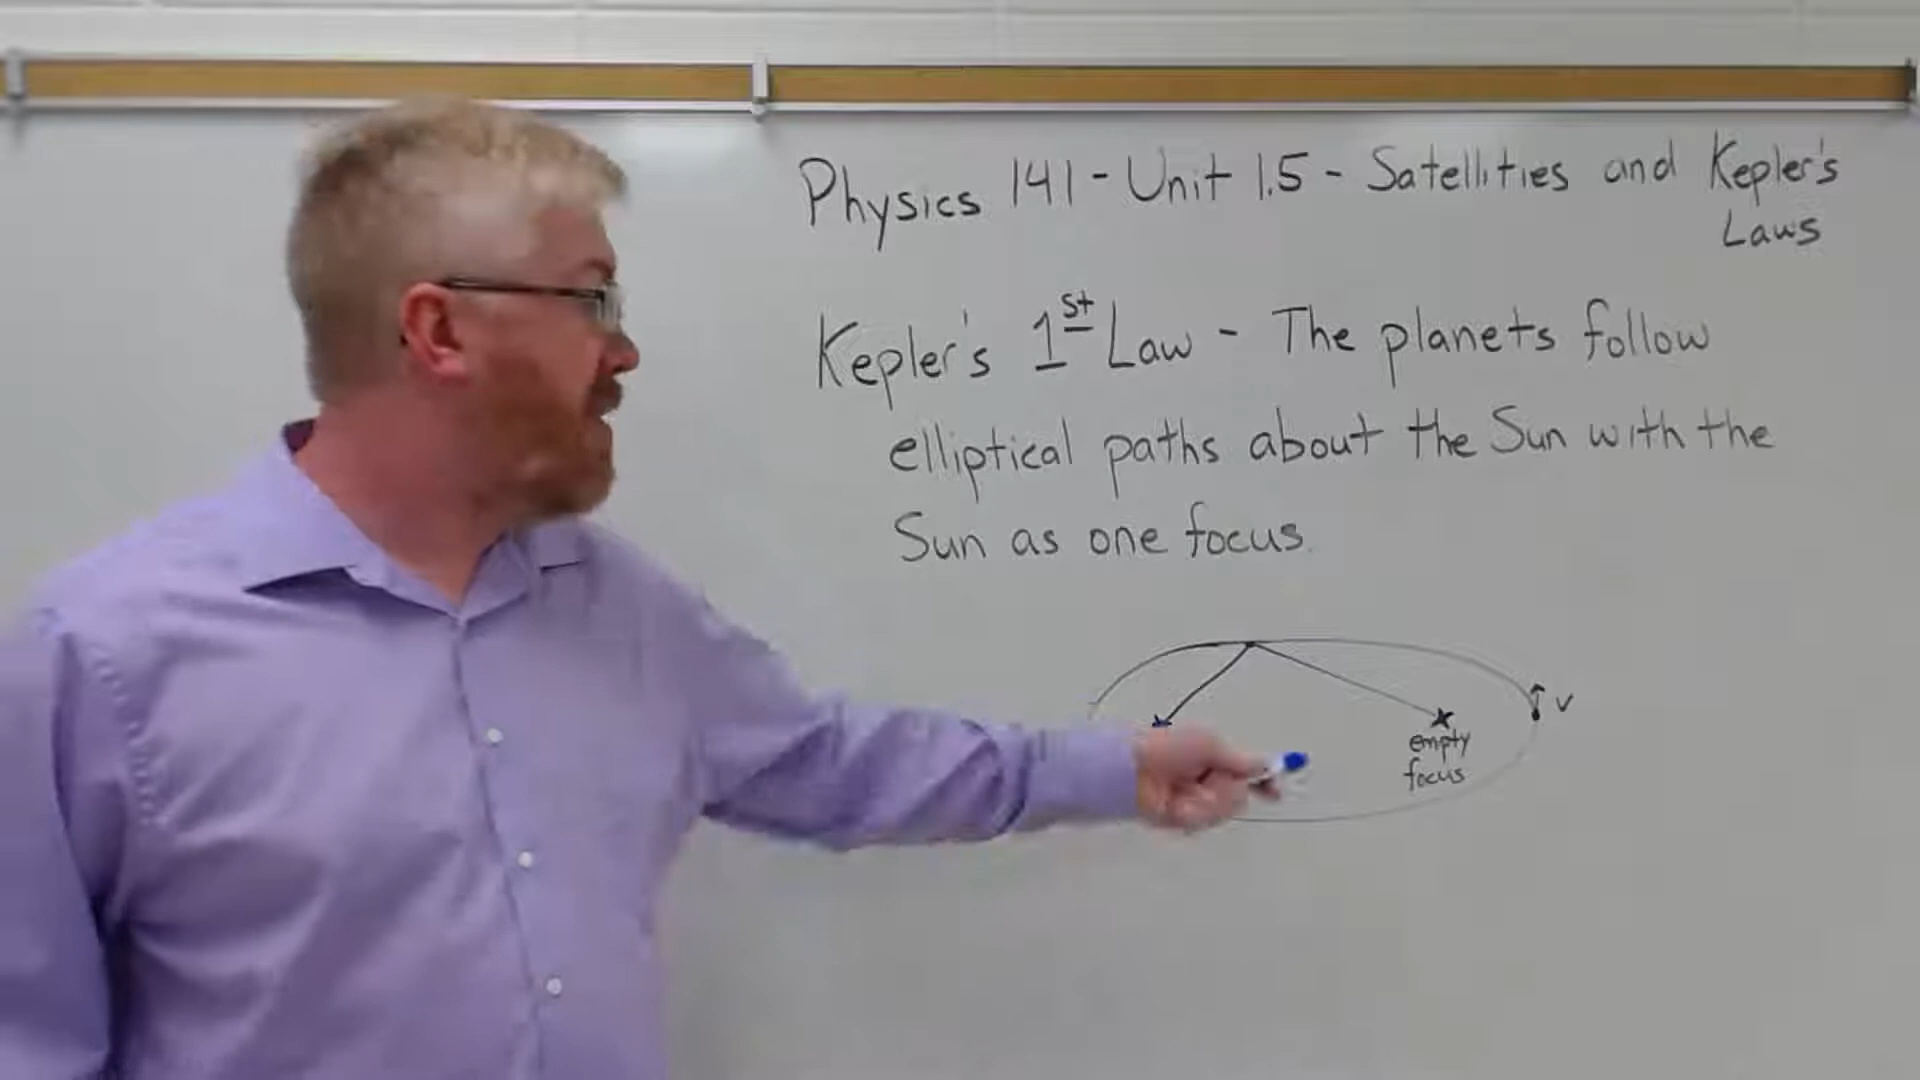 Physics 141 - Unit 1.5 - Satellities and Kepler's
Laws
Kepler's 1st Law - The planets follow
elliptical paths about the Sun with the
Sun as one focus.
v
empty
focus